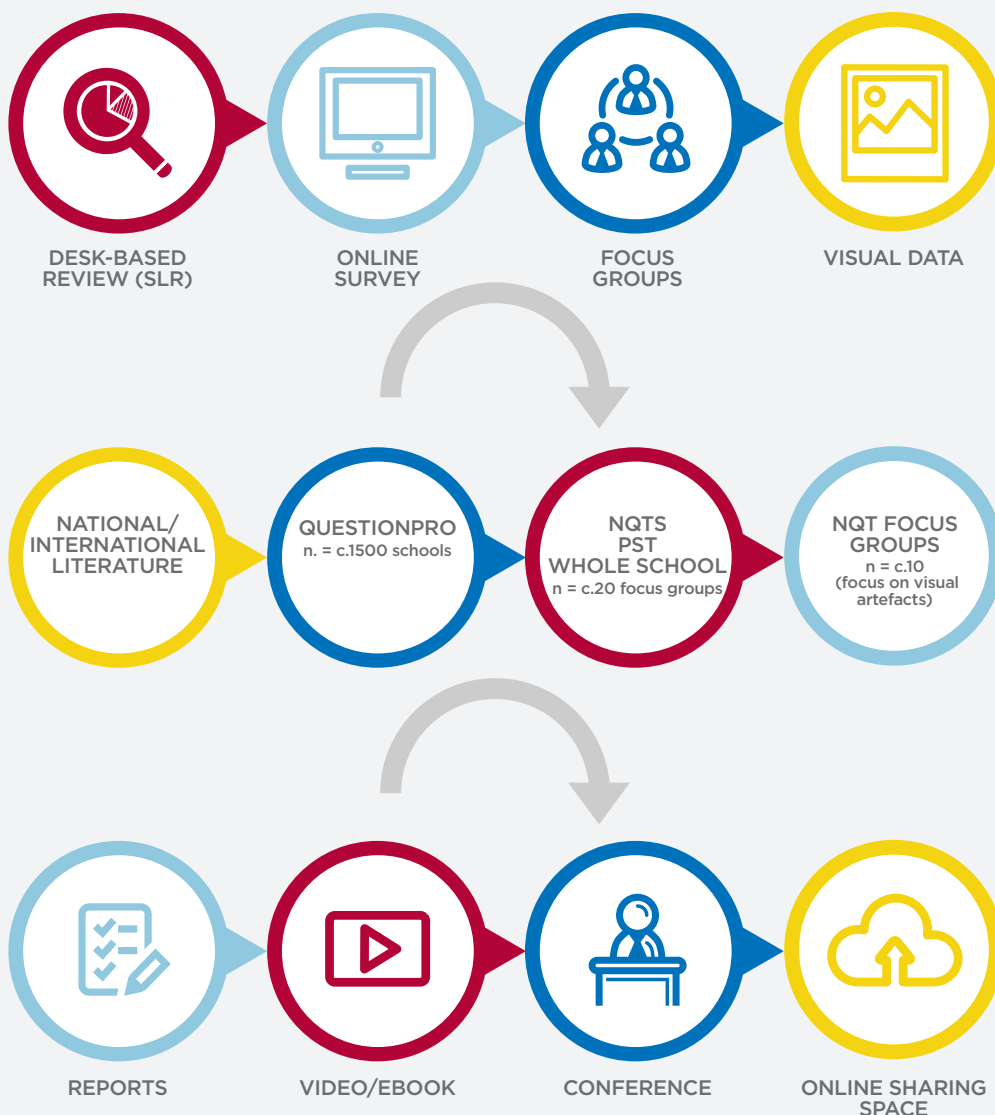 DESK-BASED
REVIEW (SLR)
ONLINE
SURVEY
FOCUS
GROUPS
VISUAL DATA
NATIONAL/
INTERNATIONAL
LITERATURE
QUESTIONPRO
n. = c.1500 schools
NQTS
PST
WHOLE SCHOOL
n = c.20 focus groups
NQT FOCUS
GROUPS
n = c.10
(focus on visual
artefacts)
REPORTS
VIDEO/EBOOK
CONFERENCE
ONLINE SHARING
SPACE